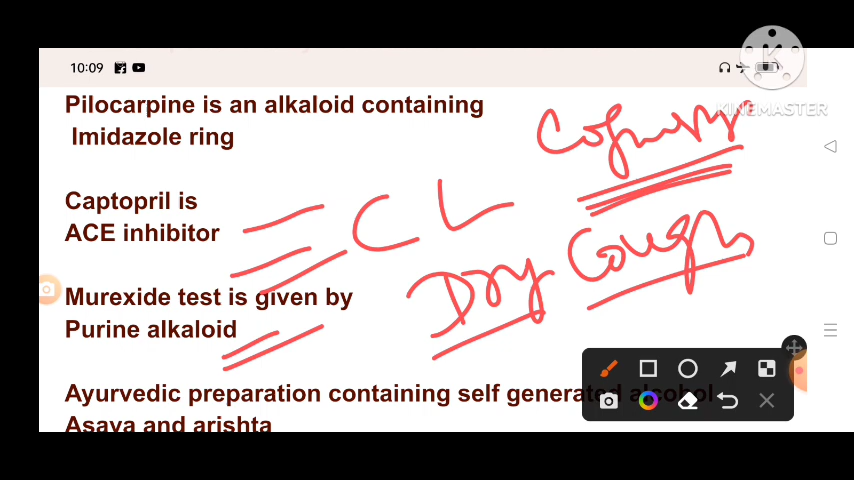 10:09
KINEMASTER
Pilocarpine is an alkaloid containing
Imidazole ring
Captopril is
ACE inhibitor
CL
Dry Cough
Murexide test is given by
Purine alkaloid
Ayurvedic preparation containing self generated alcohol
Asava and arishta